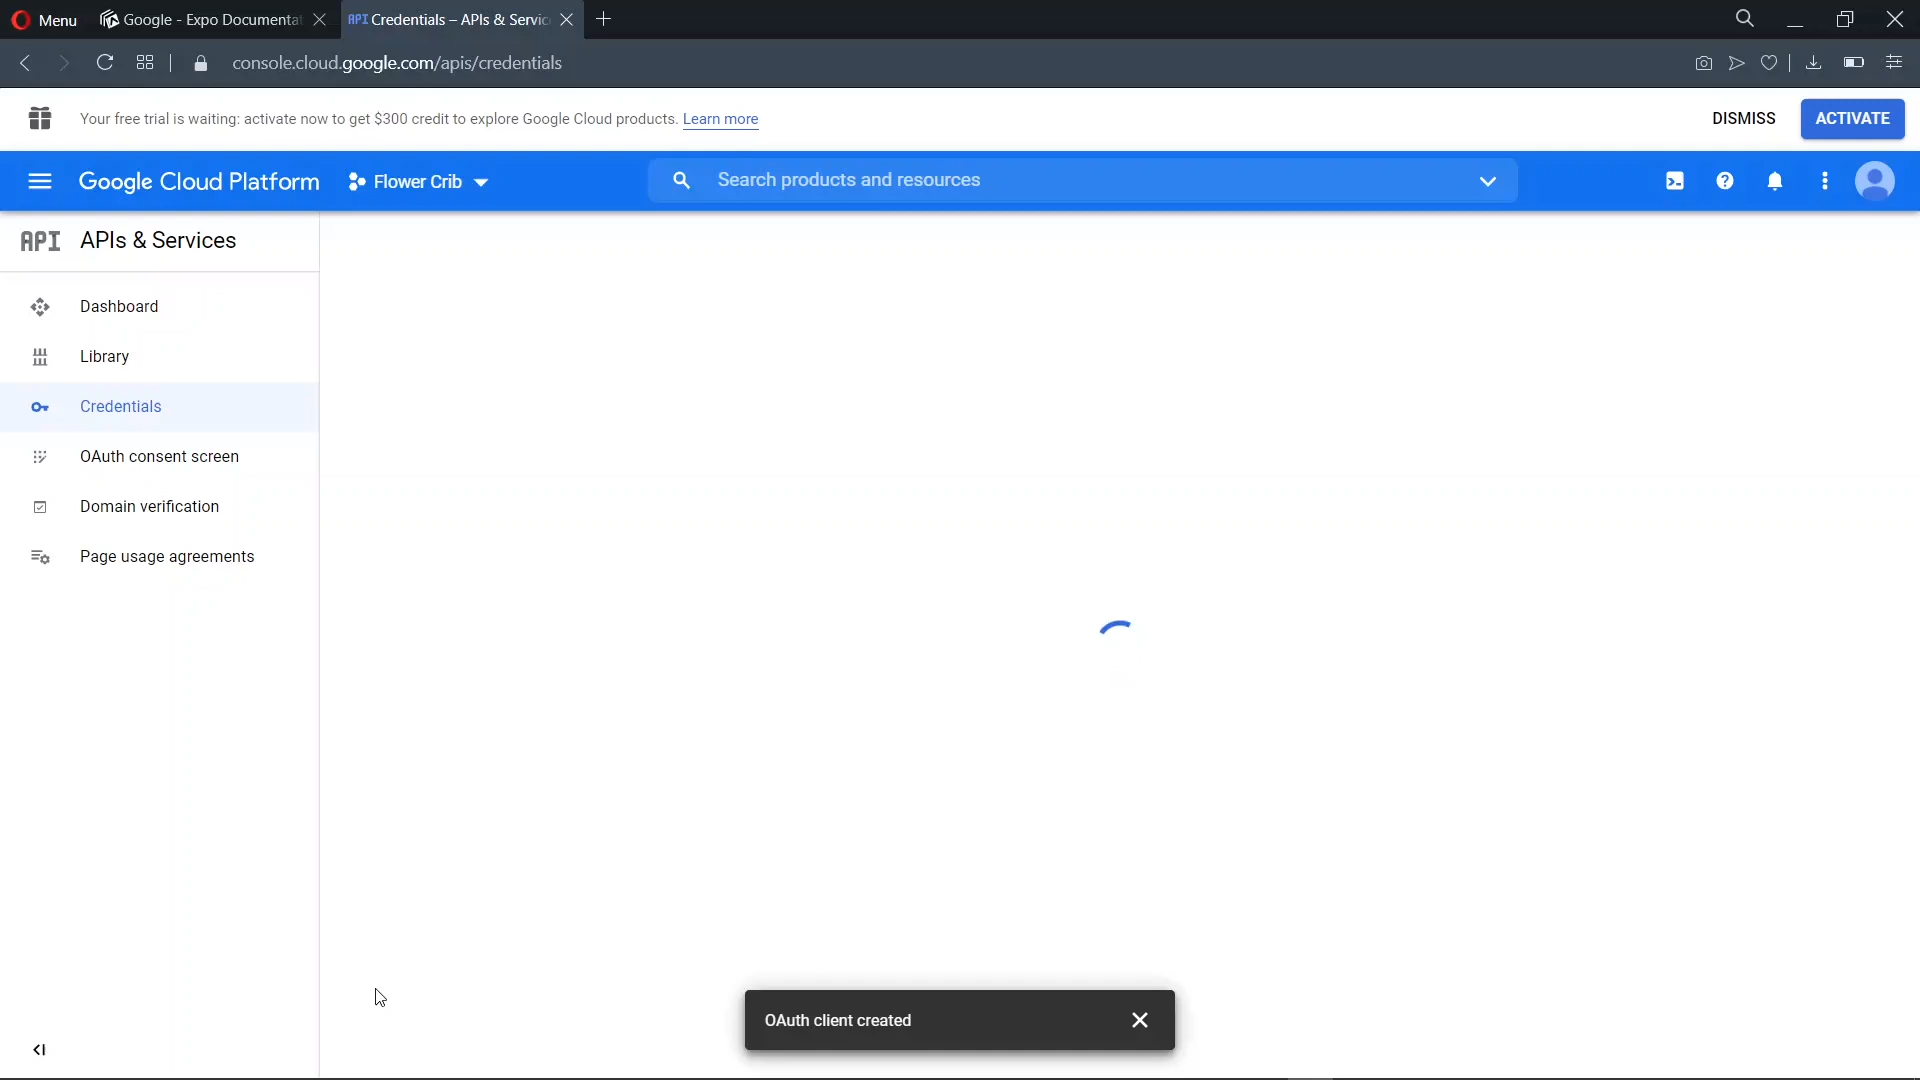 Menu
Google - Expo Documentat
API Credentials – APIs & Servic
console.cloud.google.com/apis/credentials
Your free trial is waiting: activate now to get $300 credit to explore Google Cloud products. Learn more
DISMISS
ACTIVATE
Google Cloud Platform
Flower Crib
Search products and resources
API APIs & Services
Dashboard
Library
Credentials
OAuth consent screen
Domain verification
Page usage agreements
OAuth client created